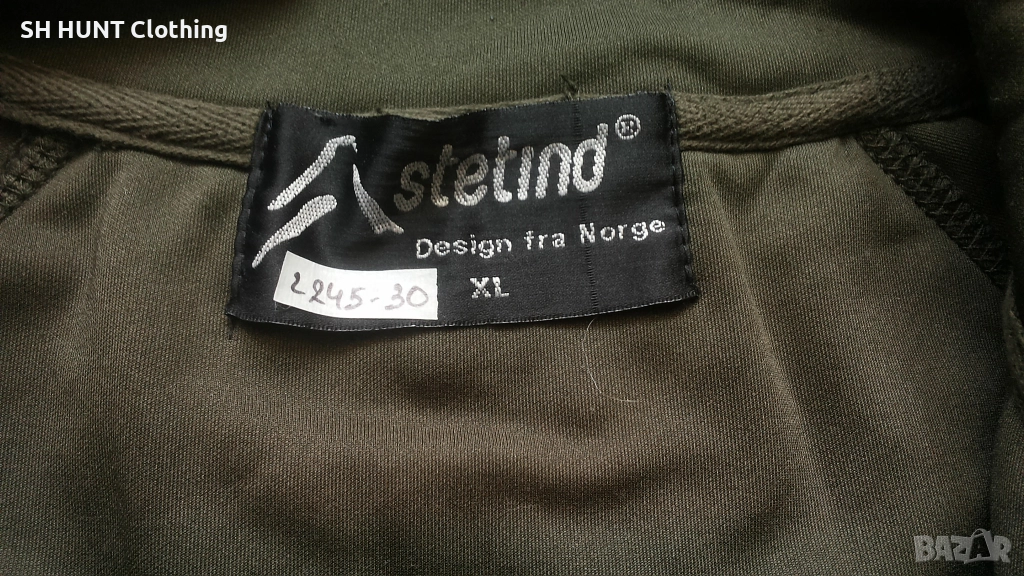 SH HUNT Clothing
stetind®
Design fra Norge
2245-30 XL
BAZAR